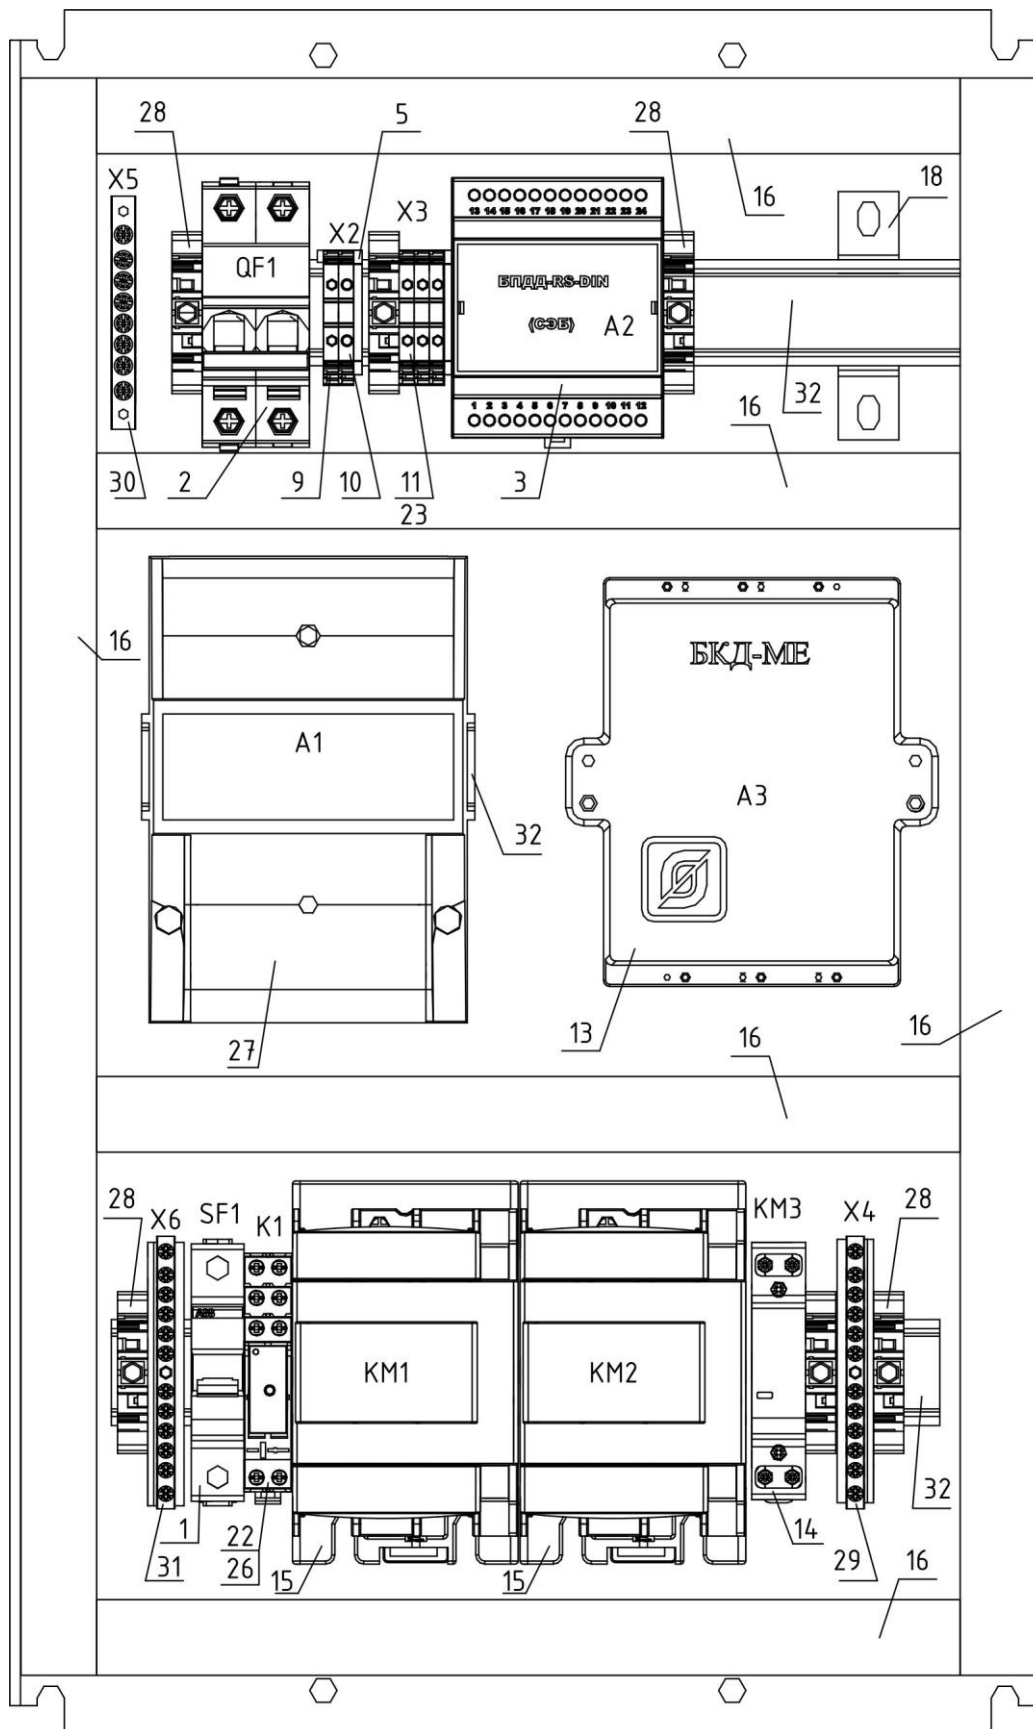 28
5
28
16
18
X5
X2
X3
QF1
13 14 15 16 17 18 19 20 21 22 23 24
БПДД-RS-DIN
(СЭБ)
A2
1 2 3 4 5 6 7 8 9 10 11 12
32
16
30
2
9
10
11
23
3
16
БКД-МЕ
A1
A3
32
13
27
16
16
28
X6
SF1
K1
KM3
X4
28
ABB
KM1
KM2
1
31
22
26
15
15
14
29
32
16